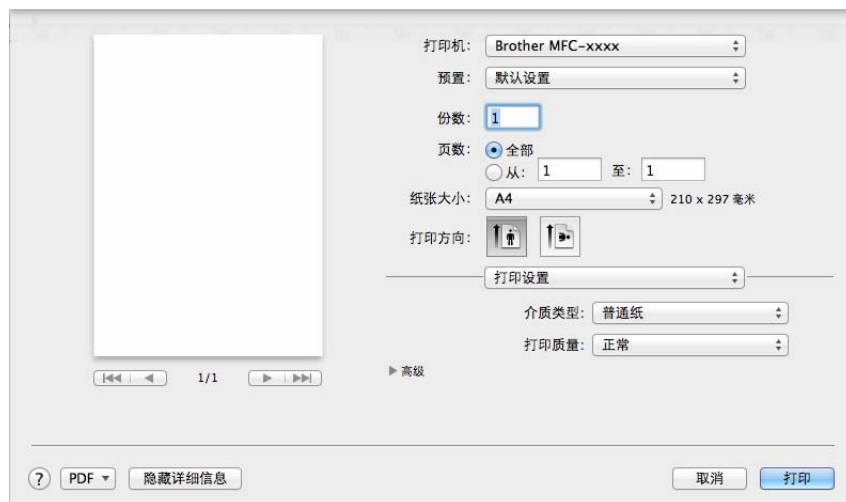 打印机: Brother MFC-xxxx
预置: 默认设置
份数: 1
页数: 全部
从: 1 至: 1
纸张大小: A4 210 x 297 毫米
打印方向:
打印设置
介质类型: 普通纸
打印质量: 正常
1/1
高级
? PDF 隐藏详细信息 取消 打印